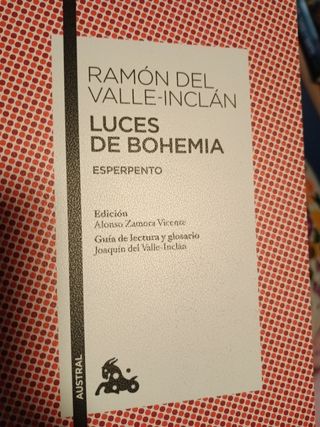 RAMÓN DEL
VALLE-INCLÁN
LUCES
DE BOHEMIA
ESPERPENTO
Edición
Alonso Zamora Vicente
Guía de lectura y glosario
Joaquín del Valle-Inclán
AUSTRAL